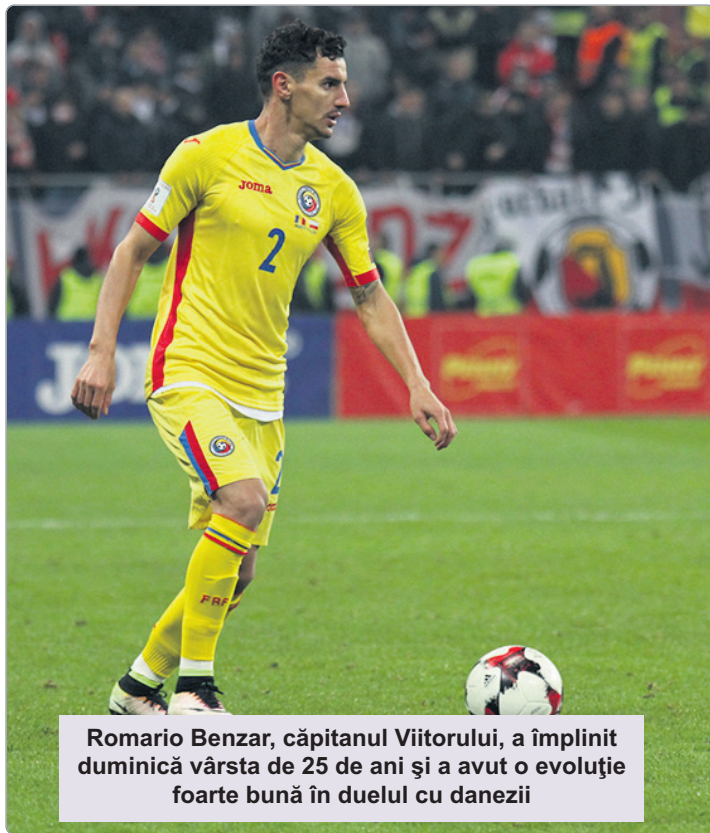 Joma
2
2
FRF
Romario Benzar, căpitanul Viitorului, a împlinit
duminică vârsta de 25 de ani şi a avut o evoluţie
foarte bună în duelul cu danezii